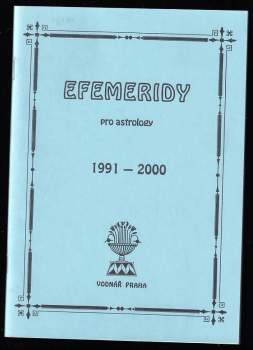 EFEMERIDY
pro astrology
1991 – 2000
VODNÁŘ PRAHA